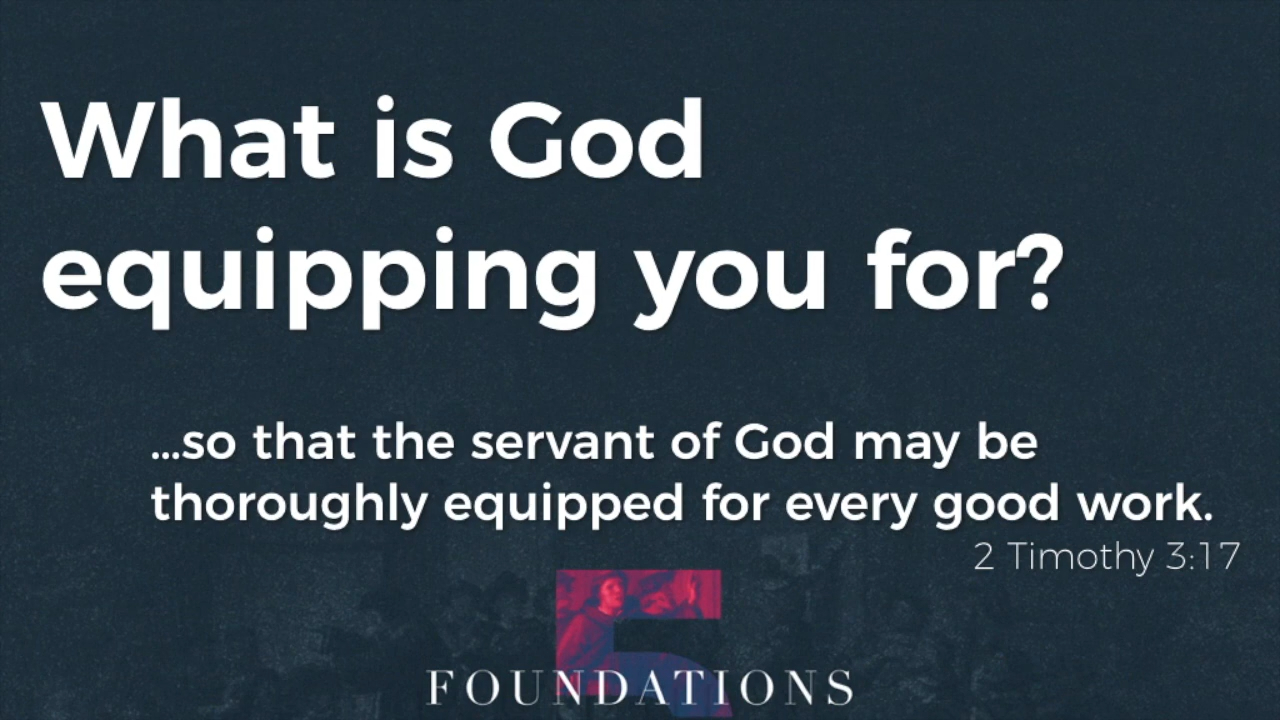 What is God
equipping you for?
...so that the servant of God may be
thoroughly equipped for every good work.
2 Timothy 3:17
5
FOUNDATIONS